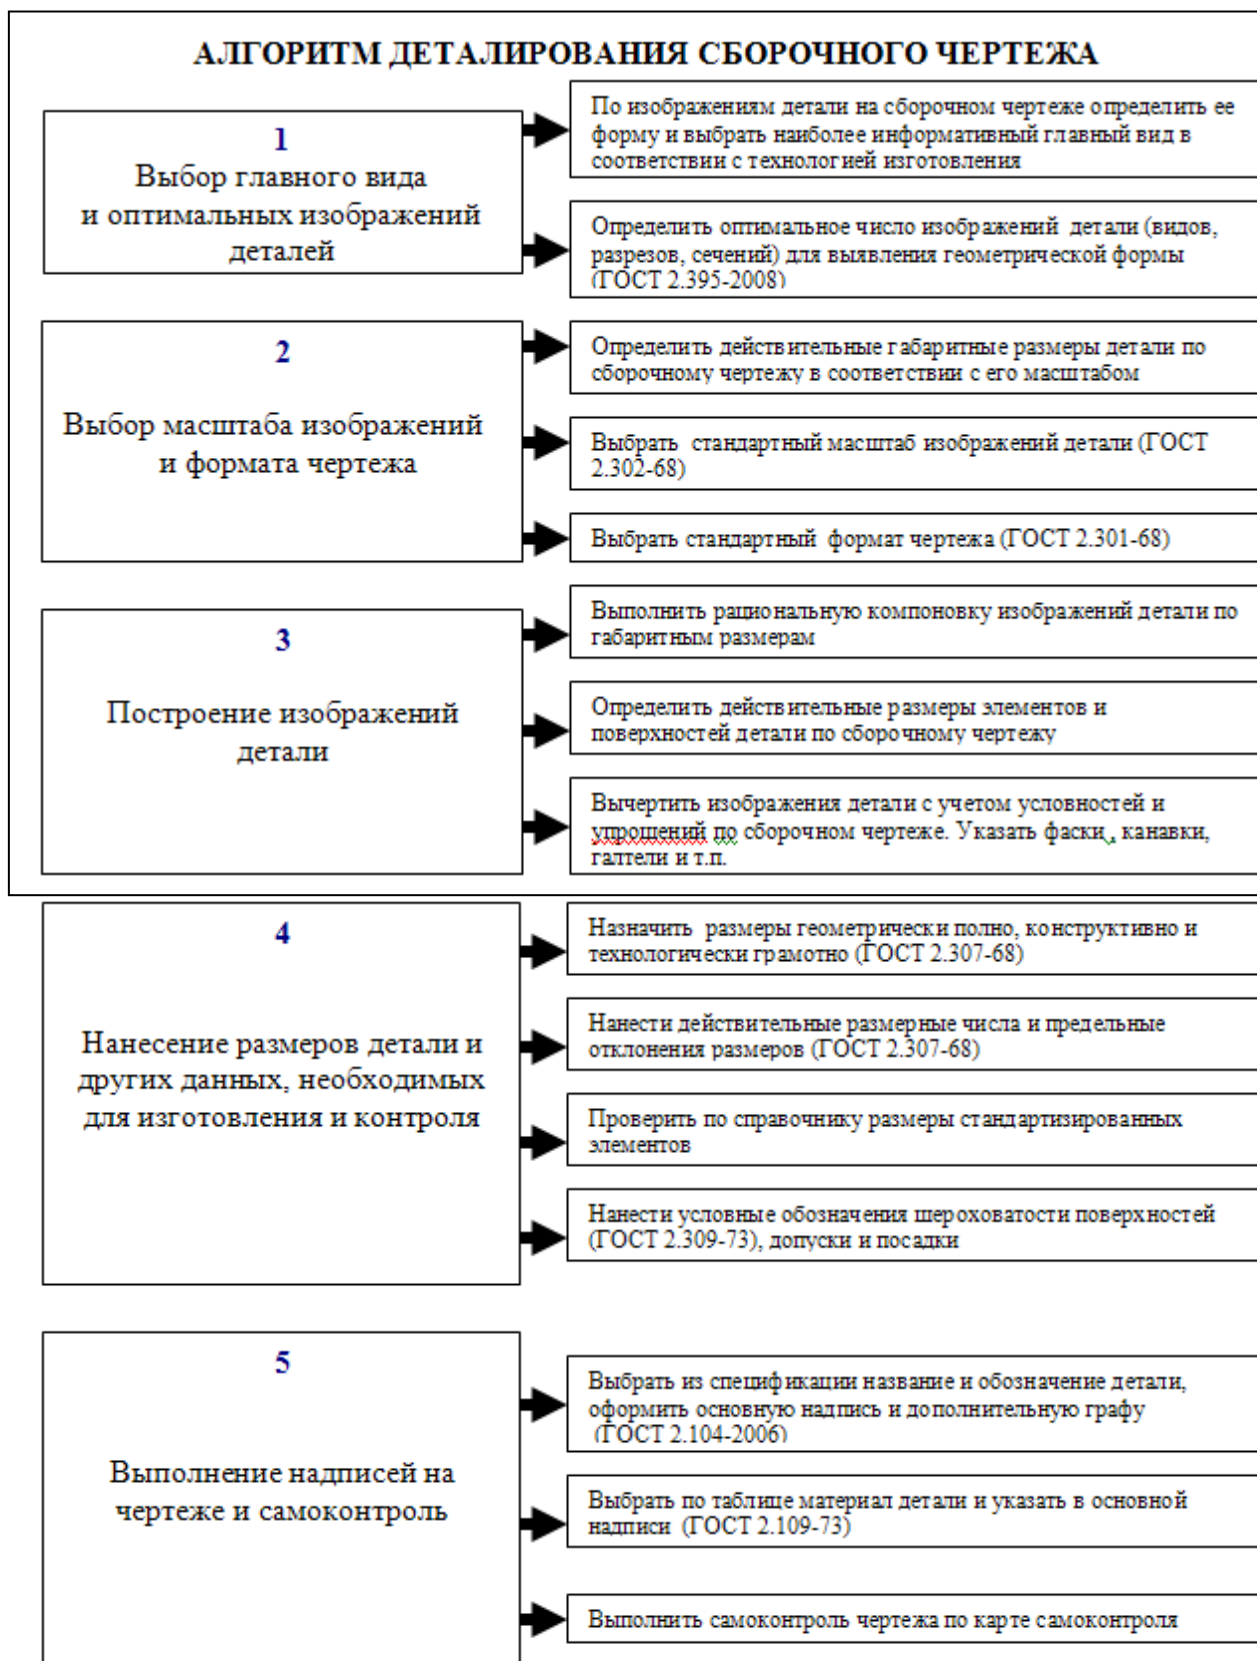 АЛГОРИТМ ДЕТАЛИРОВАНИЯ СБОРОЧНОГО ЧЕРТЕЖА
1
Выбор главного вида
и оптимальных изображений
деталей
По изображениям детали на сборочном чертеже определить ее
форму и выбрать наиболее информативный главный вид в
соответствии с технологией изготовления
Определить оптимальное число изображений детали (видов,
разрезов, сечений) для выявления геометрической формы
(ГОСТ 2.395-2008)
2
Выбор масштаба изображений
и формата чертежа
Определить действительные габаритные размеры детали по
сборочному чертежу в соответствии с его масштабом
Выбрать стандартный масштаб изображений детали (ГОСТ
2.302-68)
Выбрать стандартный формат чертежа (ГОСТ 2.301-68)
3
Построение изображений
детали
Выполнить рациональную компоновку изображений детали по
габаритным размерам
Определить действительные размеры элементов и
поверхностей детали по сборочному чертежу
Вычертить изображения детали с учетом условностей и
упрошений по сборочном чертеже. Указать фаски , канавки,
галтели и т.п.
4
Нанесение размеров детали и
других данных, необходимых
для изготовления и контроля
Назначить размеры геометрически полно, конструктивно и
технологически грамотно (ГОСТ 2.307-68)
Нанести действительные размерные числа и предельные
отклонения размеров (ГОСТ 2.307-68)
Проверить по справочнику размеры стандартизированных
элементов
Нанести условные обозначения шероховатости поверхностей
(ГОСТ 2.309-73), допуски и посадки
5
Выполнение надписей на
чертеже и самоконтроль
Выбрать из спецификации название и обозначение детали,
оформить основную надпись и дополнительную графу
(ГОСТ 2.104-2006)
Выбрать по таблице материал детали и указать в основной
надписи (ГОСТ 2.109-73)
Выполнить самоконтроль чертежа по карте самоконтроля